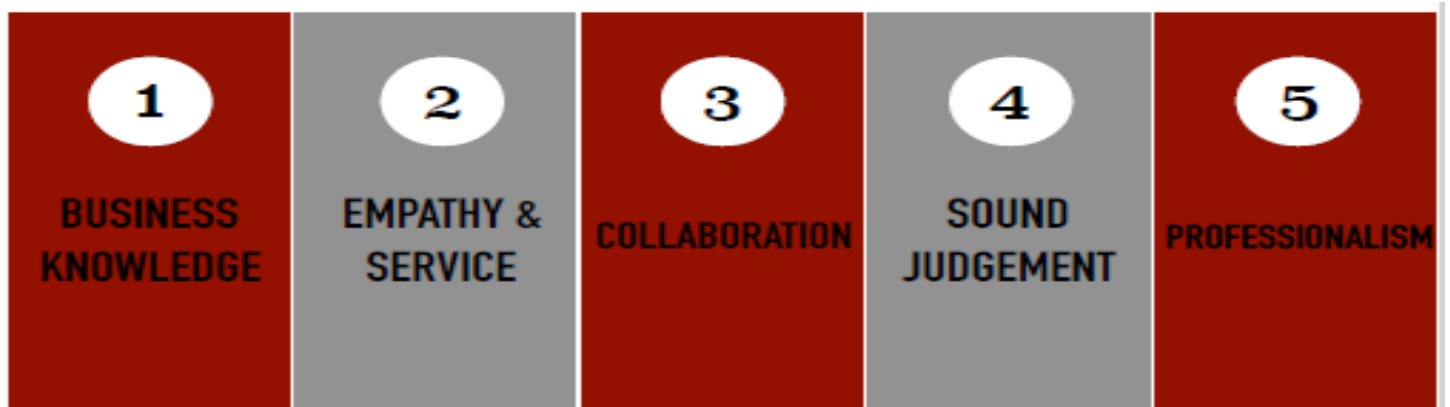 1
BUSINESS
KNOWLEDGE
2
EMPATHY &
SERVICE
3
COLLABORATION
4
SOUND
JUDGEMENT
5
PROFESSIONALISM